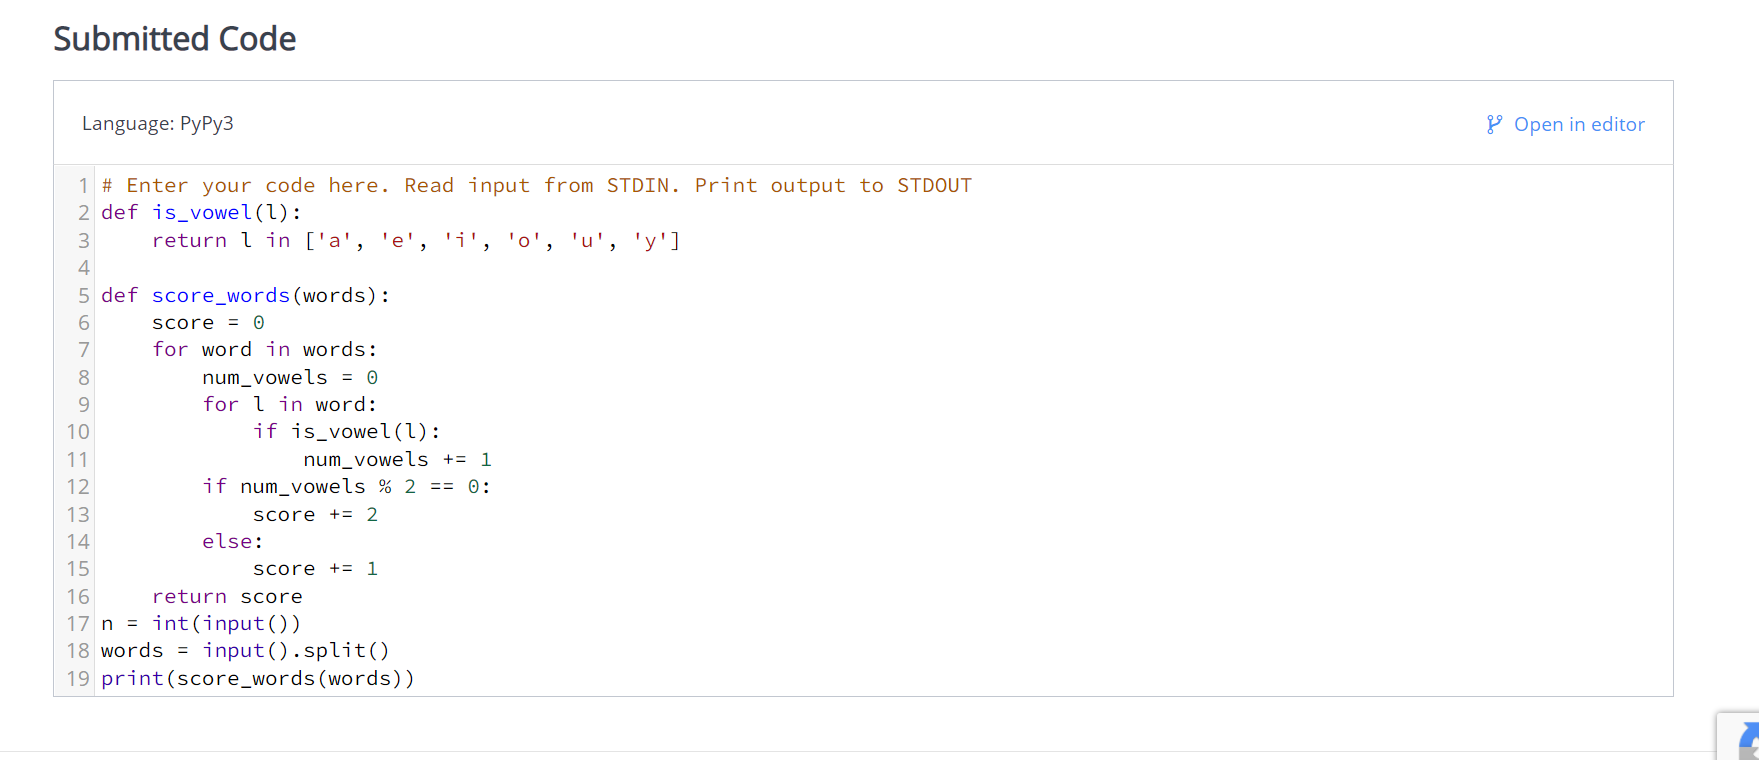 Submitted Code
Language: PyPy3
Open in editor
1 # Enter your code here. Read input from STDIN. Print output to STDOUT
2 def is_vowel(l):
3     return l in ['a', 'e', 'i', 'o', 'u', 'y']
4
5 def score_words(words):
6     score = 0
7     for word in words:
8         num_vowels = 0
9         for l in word:
10             if is_vowel(l):
11                 num_vowels += 1
12         if num_vowels % 2 == 0:
13             score += 2
14         else:
15             score += 1
16     return score
17 n = int(input())
18 words = input().split()
19 print(score_words(words))